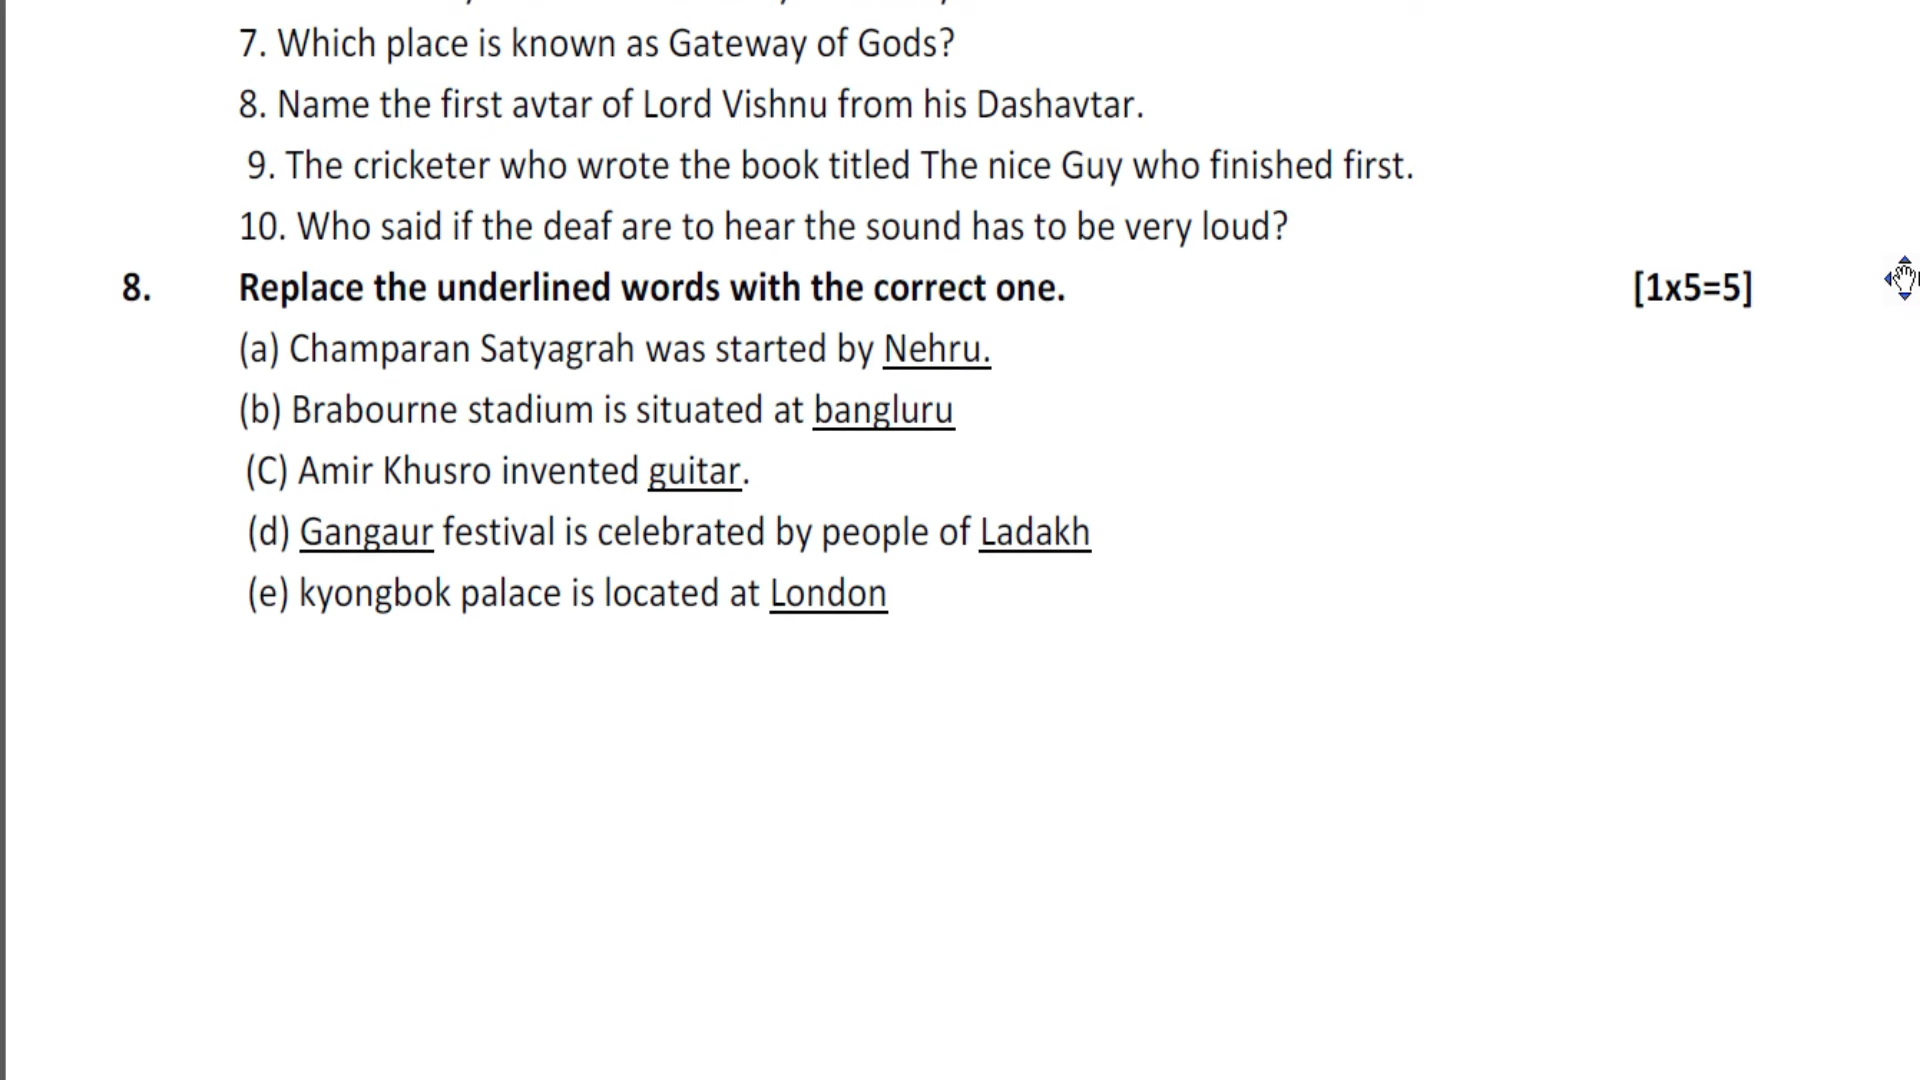 7. Which place is known as Gateway of Gods?
8. Name the first avtar of Lord Vishnu from his Dashavtar.
9. The cricketer who wrote the book titled The nice Guy who finished first.
10. Who said if the deaf are to hear the sound has to be very loud?
8. Replace the underlined words with the correct one. [1x5=5]
(a) Champaran Satyagrah was started by Nehru.
(b) Brabourne stadium is situated at bangluru
(C) Amir Khusro invented guitar.
(d) Gangaur festival is celebrated by people of Ladakh
(e) kyongbok palace is located at London